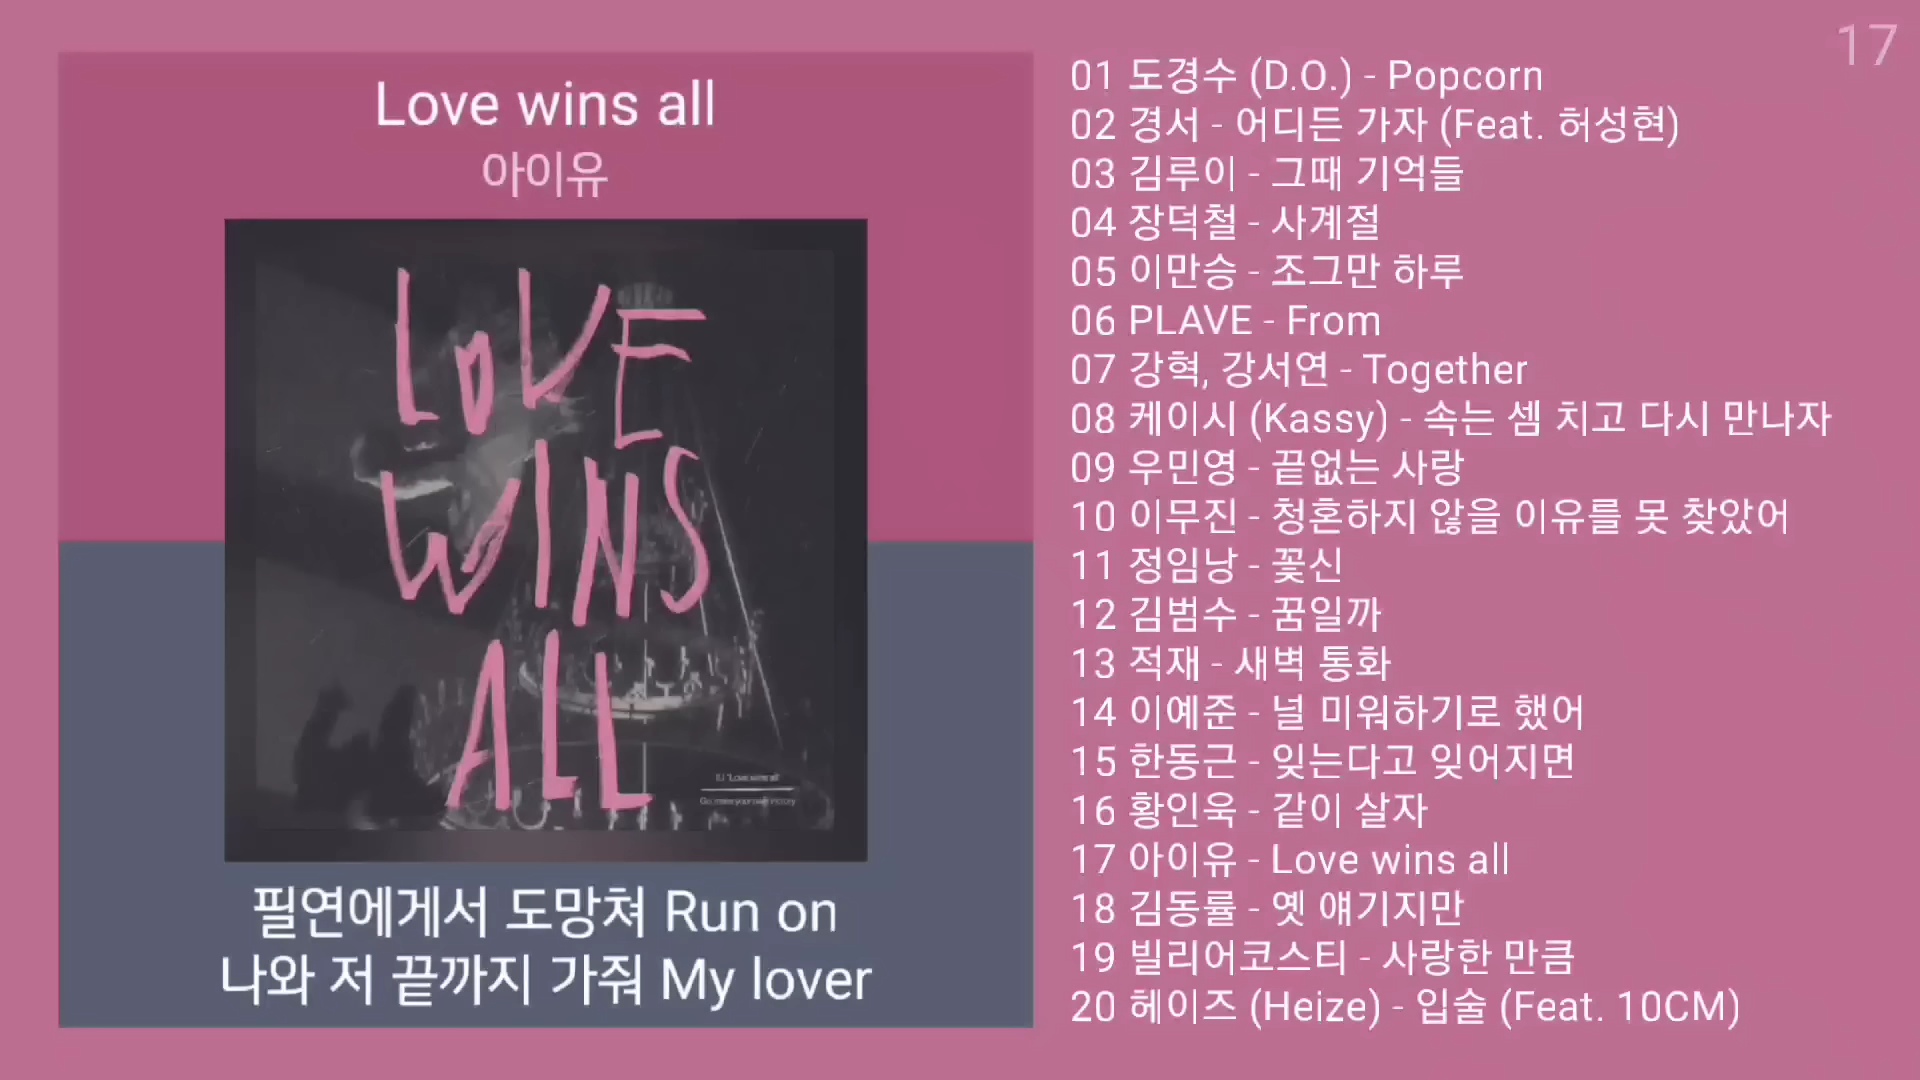 17
Love wins all
아이유
LOVE
WINS
ALL
IU 'Love wins all'
필연에게서 도망쳐 Run on
나와 저 끝까지 가줘 My lover
01 도경수 (D.O.) - Popcorn
02 경서 - 어디든 가자 (Feat. 허성현)
03 김루이 - 그때 기억들
04 장덕철 - 사계절
05 이만승 - 조그만 하루
06 PLAVE - From
07 강혁, 강서연 - Together
08 케이시 (Kassy) - 속는 셈 치고 다시 만나자
09 우민영 - 끝없는 사랑
10 이무진 - 청혼하지 않을 이유를 못 찾았어
11 정임낭 - 꽃신
12 김범수 - 꿈일까
13 적재 - 새벽 통화
14 이예준 - 널 미워하기로 했어
15 한동근 - 잊는다고 잊어지면
16 황인욱 - 같이 살자
17 아이유 - Love wins all
18 김동률 - 옛 얘기지만
19 빌리어코스티 - 사랑한 만큼
20 헤이즈 (Heize) - 입술 (Feat. 10CM)